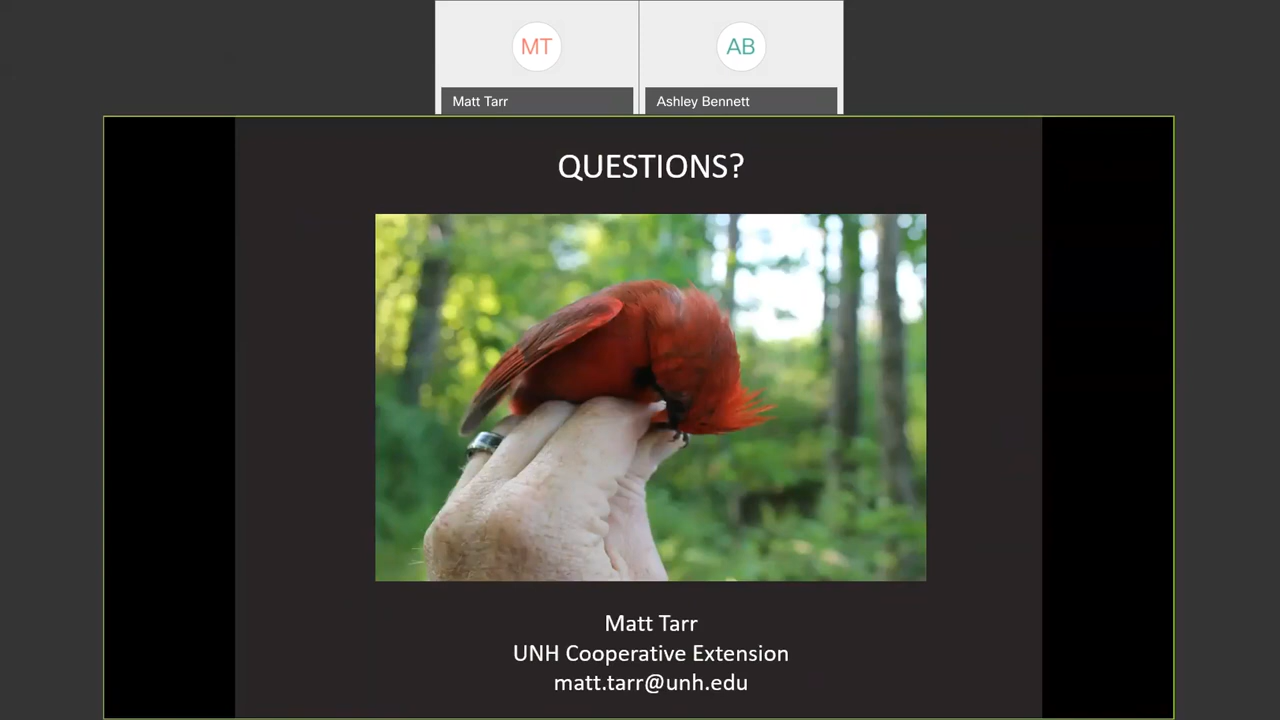 MT
AB
Matt Tarr
Ashley Bennett
QUESTIONS?
Matt Tarr
UNH Cooperative Extension
matt.tarr@unh.edu